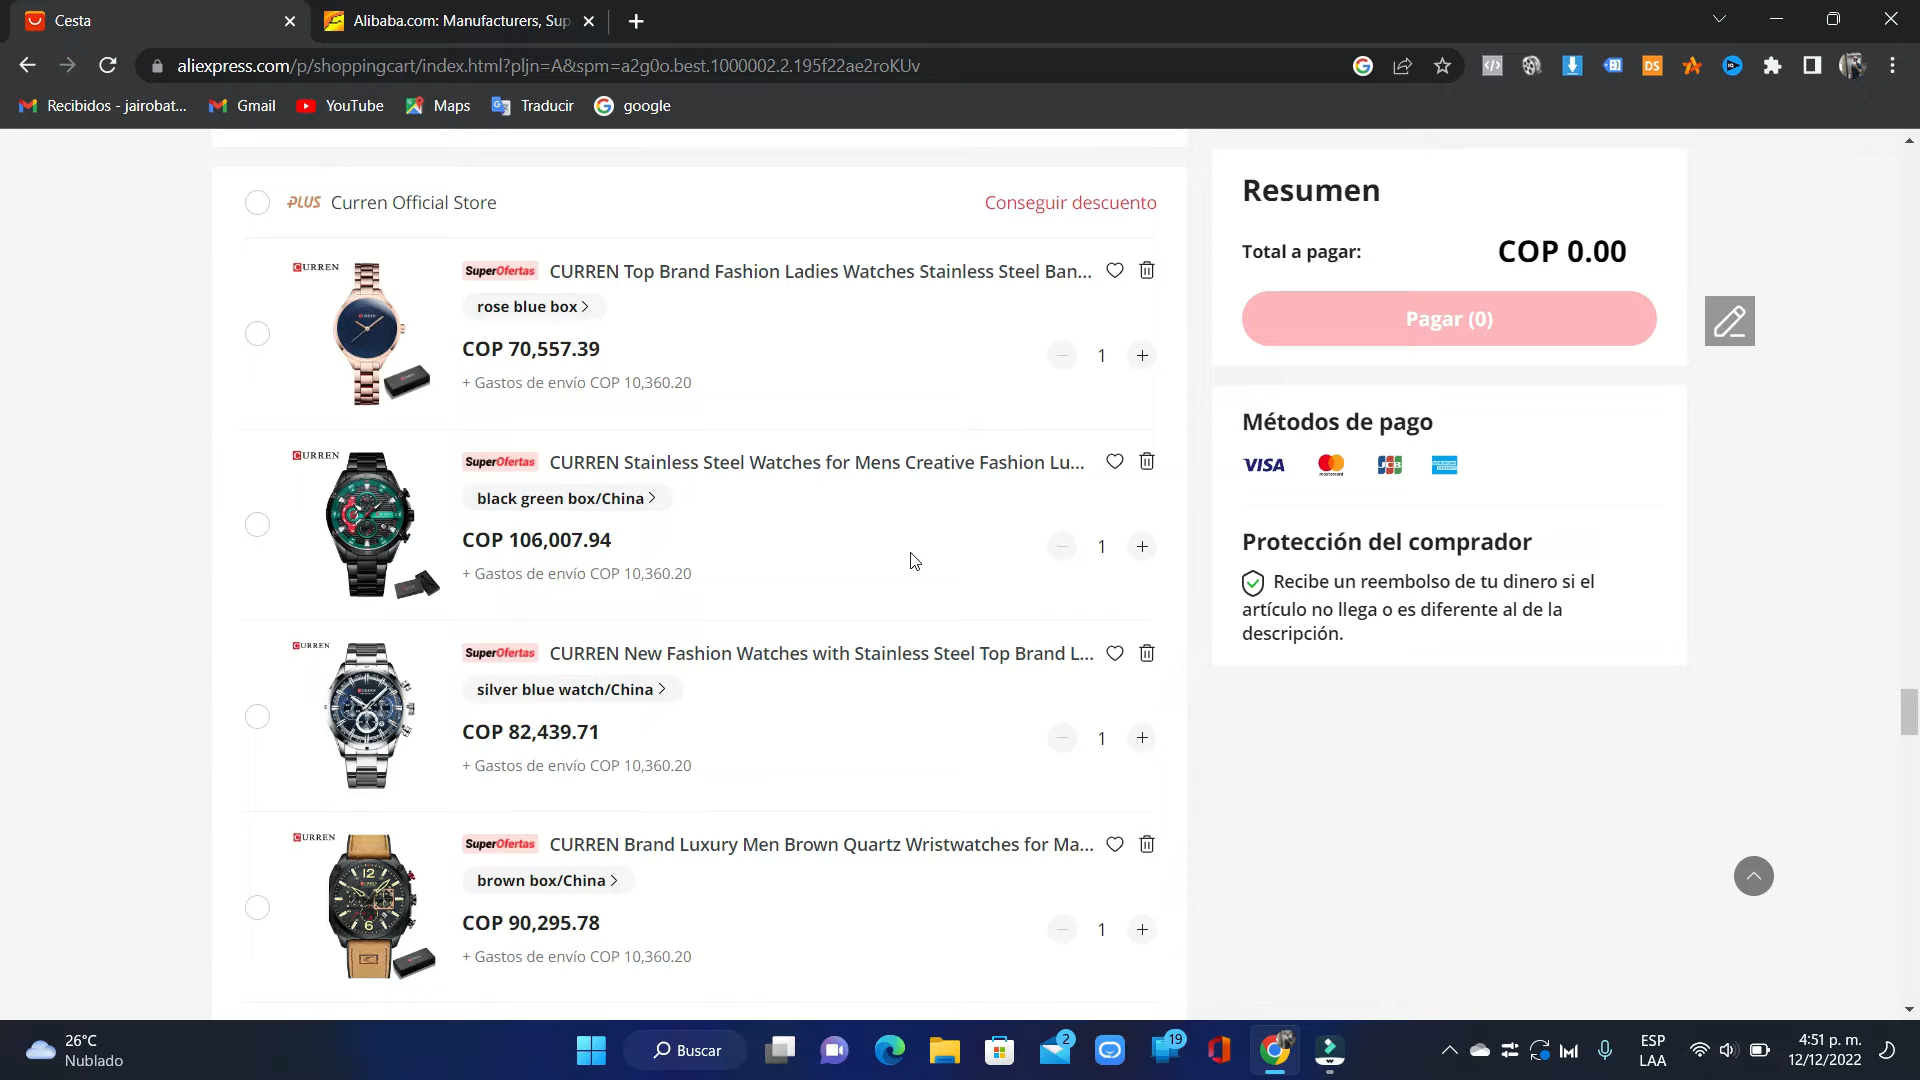 Cesta
Alibaba.com: Manufacturers, Sup
aliexpress.com/p/shoppingcart/index.html?pljn=A&spm=a2g0o.best.1000002.2.195f22ae2roKUv
Recibidos - jairobat...
Gmail
YouTube
Maps
Traducir
google
PLUS Curren Official Store
Conseguir descuento
CURREN
SuperOfertas CURREN Top Brand Fashion Ladies Watches Stainless Steel Ban...
rose blue box >
COP 70,557.39
1
+ Gastos de envío COP 10,360.20
CURREN
SuperOfertas CURREN Stainless Steel Watches for Mens Creative Fashion Lu...
black green box/China >
COP 106,007.94
1
+ Gastos de envío COP 10,360.20
CURREN
SuperOfertas CURREN New Fashion Watches with Stainless Steel Top Brand L...
silver blue watch/China >
COP 82,439.71
1
+ Gastos de envío COP 10,360.20
CURREN
SuperOfertas CURREN Brand Luxury Men Brown Quartz Wristwatches for Ma...
brown box/China >
COP 90,295.78
1
+ Gastos de envío COP 10,360.20
Resumen
Total a pagar:
COP 0.00
Pagar (0)
Métodos de pago
VISA
JCB
Protección del comprador
Recibe un reembolso de tu dinero si el
artículo no llega o es diferente al de la
descripción.
26°C
Nublado
Buscar
2
19
ESP
LAA
4:51 p. m.
12/12/2022